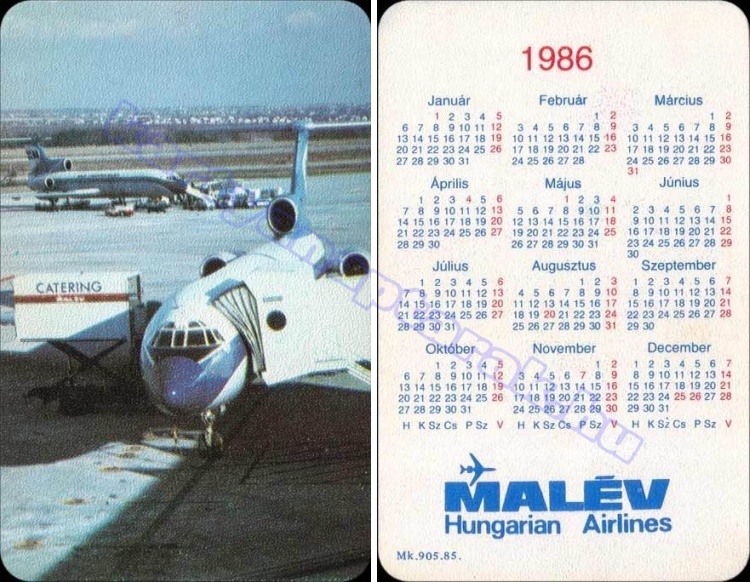 CATERING
MALÉV
1986
Január
1 2 3 4 5
6 7 8 9 10 11 12
13 14 15 16 17 18 19
20 21 22 23 24 25 26
27 28 29 30 31
Február
1 2
3 4 5 6 7 8 9
10 11 12 13 14 15 16
17 18 19 20 21 22 23
24 25 26 27 28
Március
1 2
3 4 5 6 7 8 9
10 11 12 13 14 15 16
17 18 19 20 21 22 23
24 25 26 27 28 29 30
31
Április
1 2 3 4 5 6
7 8 9 10 11 12 13
14 15 16 17 18 19 20
21 22 23 24 25 26 27
28 29 30
Május
1 2 3 4
5 6 7 8 9 10 11
12 13 14 15 16 17 18
19 20 21 22 23 24 25
26 27 28 29 30 31
Június
1
2 3 4 5 6 7 8
9 10 11 12 13 14 15
16 17 18 19 20 21 22
23 24 25 26 27 28 29
30
Július
1 2 3 4 5 6
7 8 9 10 11 12 13
14 15 16 17 18 19 20
21 22 23 24 25 26 27
28 29 30 31
Augusztus
1 2 3
4 5 6 7 8 9 10
11 12 13 14 15 16 17
18 19 20 21 22 23 24
25 26 27 28 29 30 31
Szeptember
1 2 3 4 5 6 7
8 9 10 11 12 13 14
15 16 17 18 19 20 21
22 23 24 25 26 27 28
29 30
Október
1 2 3 4 5
6 7 8 9 10 11 12
13 14 15 16 17 18 19
20 21 22 23 24 25 26
27 28 29 30 31
November
1 2
3 4 5 6 7 8 9
10 11 12 13 14 15 16
17 18 19 20 21 22 23
24 25 26 27 28 29 30
December
1 2 3 4 5 6 7
8 9 10 11 12 13 14
15 16 17 18 19 20 21
22 23 24 25 26 27 28
29 30 31
H K Sz Cs P Sz V H K Sz Cs P Sz V H K Sz Cs P Sz V
MALÉV
Hungarian Airlines
Mk.905.85.